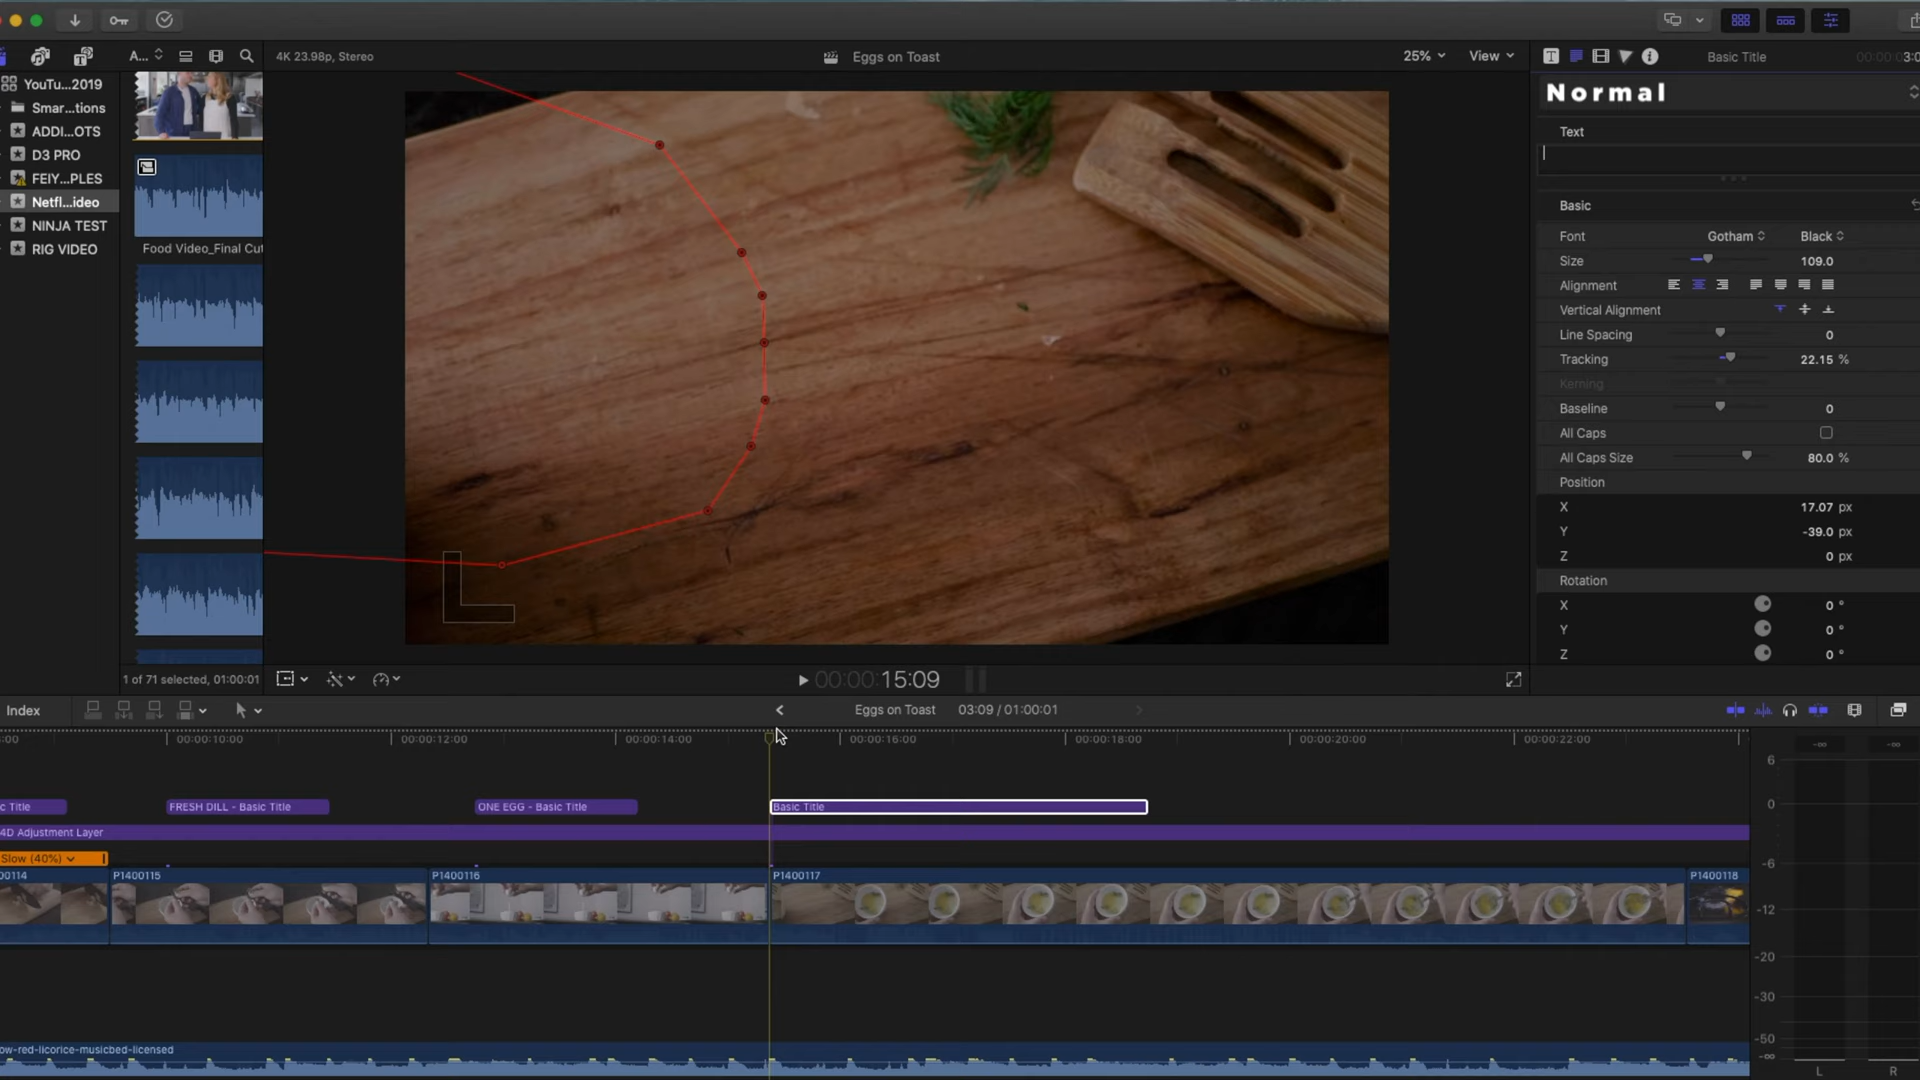 A...
4K 23.98p, Stereo
Eggs on Toast
25%
View
Basic Title
3:0
YouTu...2019
Smar...tions
ADDI...OTS
D3 PRO
FEIY...PLES
Netfl...ideo
NINJA TEST
RIG VIDEO
Food Video_Final Cut
1 of 71 selected, 01:00:01
00:00:15:09
Normal
Text
Basic
Font
Gotham
Black
Size
109.0
Alignment
Vertical Alignment
Line Spacing
0
Tracking
22.15 %
Kerning
Baseline
0
All Caps
All Caps Size
80.0 %
Position
X
17.07 px
Y
-39.0 px
Z
0 px
Rotation
X
0 °
Y
0 °
Z
0 °
Index
Eggs on Toast
03:09 / 01:00:01
:00
00:00:10:00
00:00:12:00
00:00:14:00
00:00:16:00
00:00:18:00
00:00:20:00
00:00:22:00
c Title
FRESH DILL - Basic Title
ONE EGG - Basic Title
Basic Title
4D Adjustment Layer
Slow (40%)
00114
P1400115
P1400116
P1400117
P1400118
ow-red-licorice-musicbed-licensed
-∞
-∞
6
0
-6
-12
-20
-30
-50
-∞
L
R